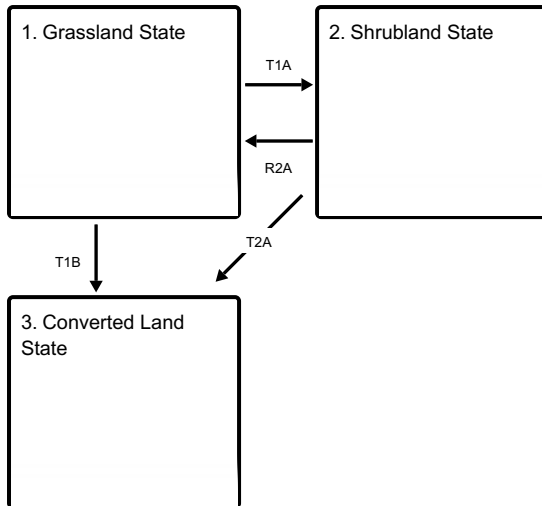 1. Grassland State
2. Shrubland State
T1A
R2A
T2A
T1B
3. Converted Land
State